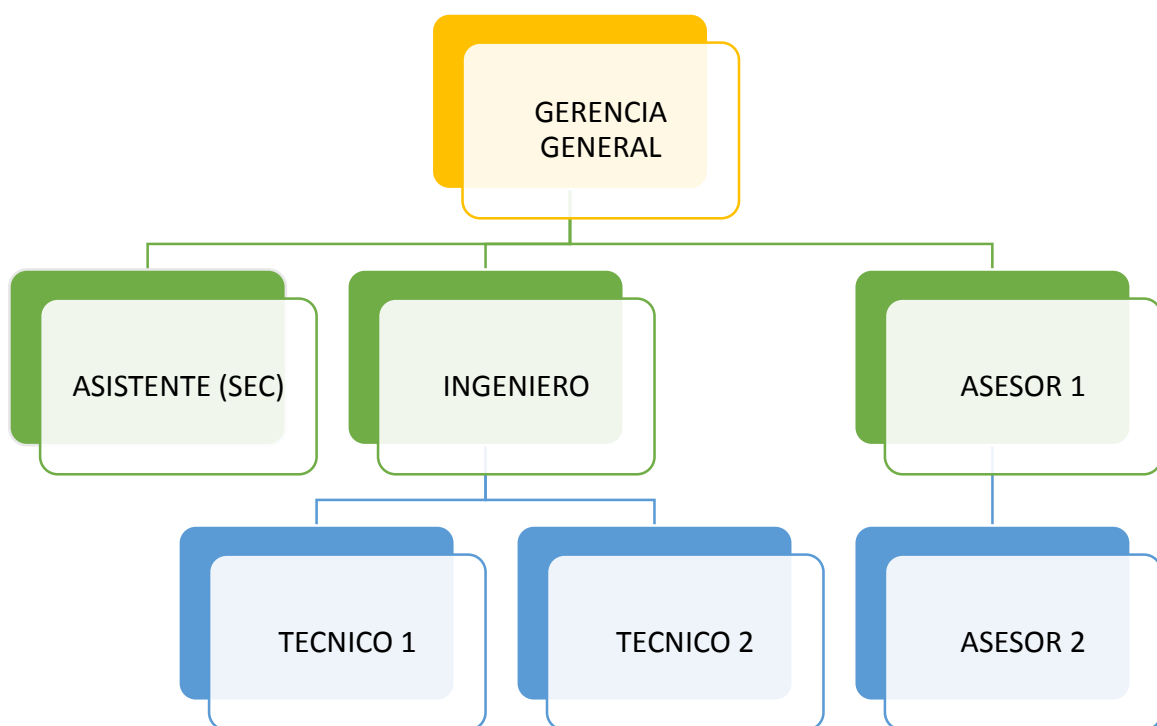 GERENCIA
GENERAL
ASISTENTE (SEC)
INGENIERO
ASESOR 1
TECNICO 1
TECNICO 2
ASESOR 2